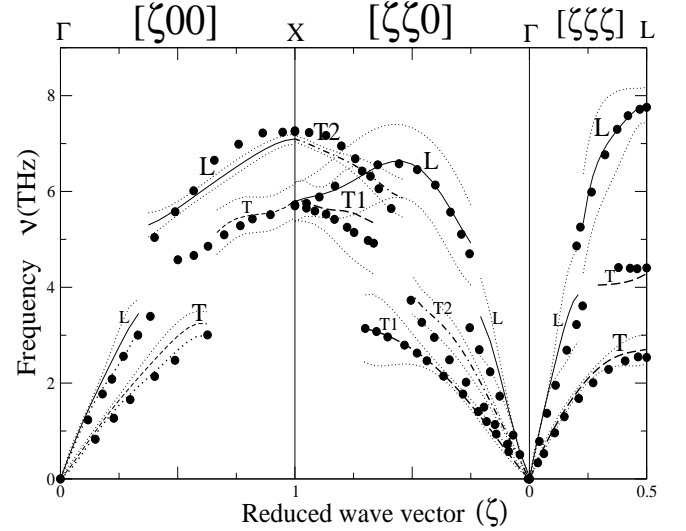 [ζ00] [ζζ0] [ζζζ]
Γ X Γ L
8
6
4
2
0
L T2 L L
T T1 T
L T T1 T2 L L T
0 1 0 0.5
Frequency ν(THz)
Reduced wave vector (ζ)